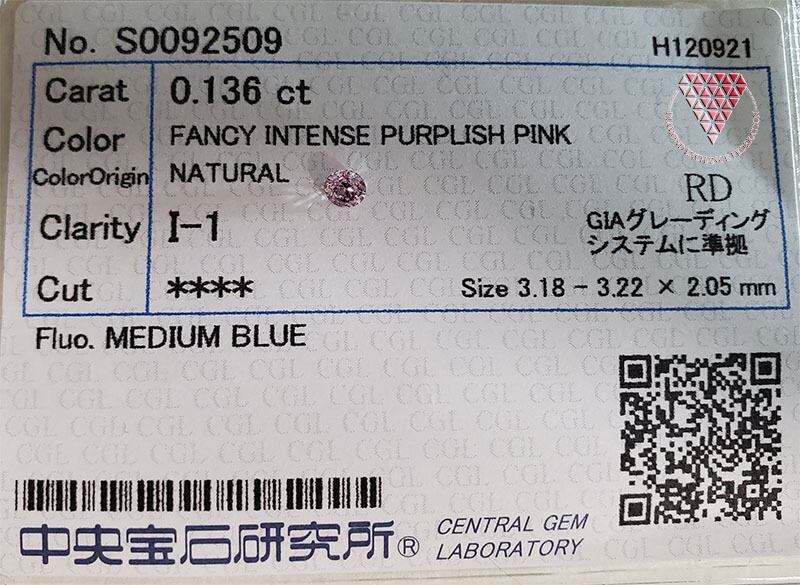 No. S0092509
H120921
Carat 0.136 ct
Color FANCY INTENSE PURPLISH PINK
ColorOrigin NATURAL
RD
Clarity I-1
GIAグレーディング
システムに準拠
Cut ****
Size 3.18 - 3.22 × 2.05 mm
Fluo. MEDIUM BLUE
中央宝石研究所®
CENTRAL GEM
LABORATORY